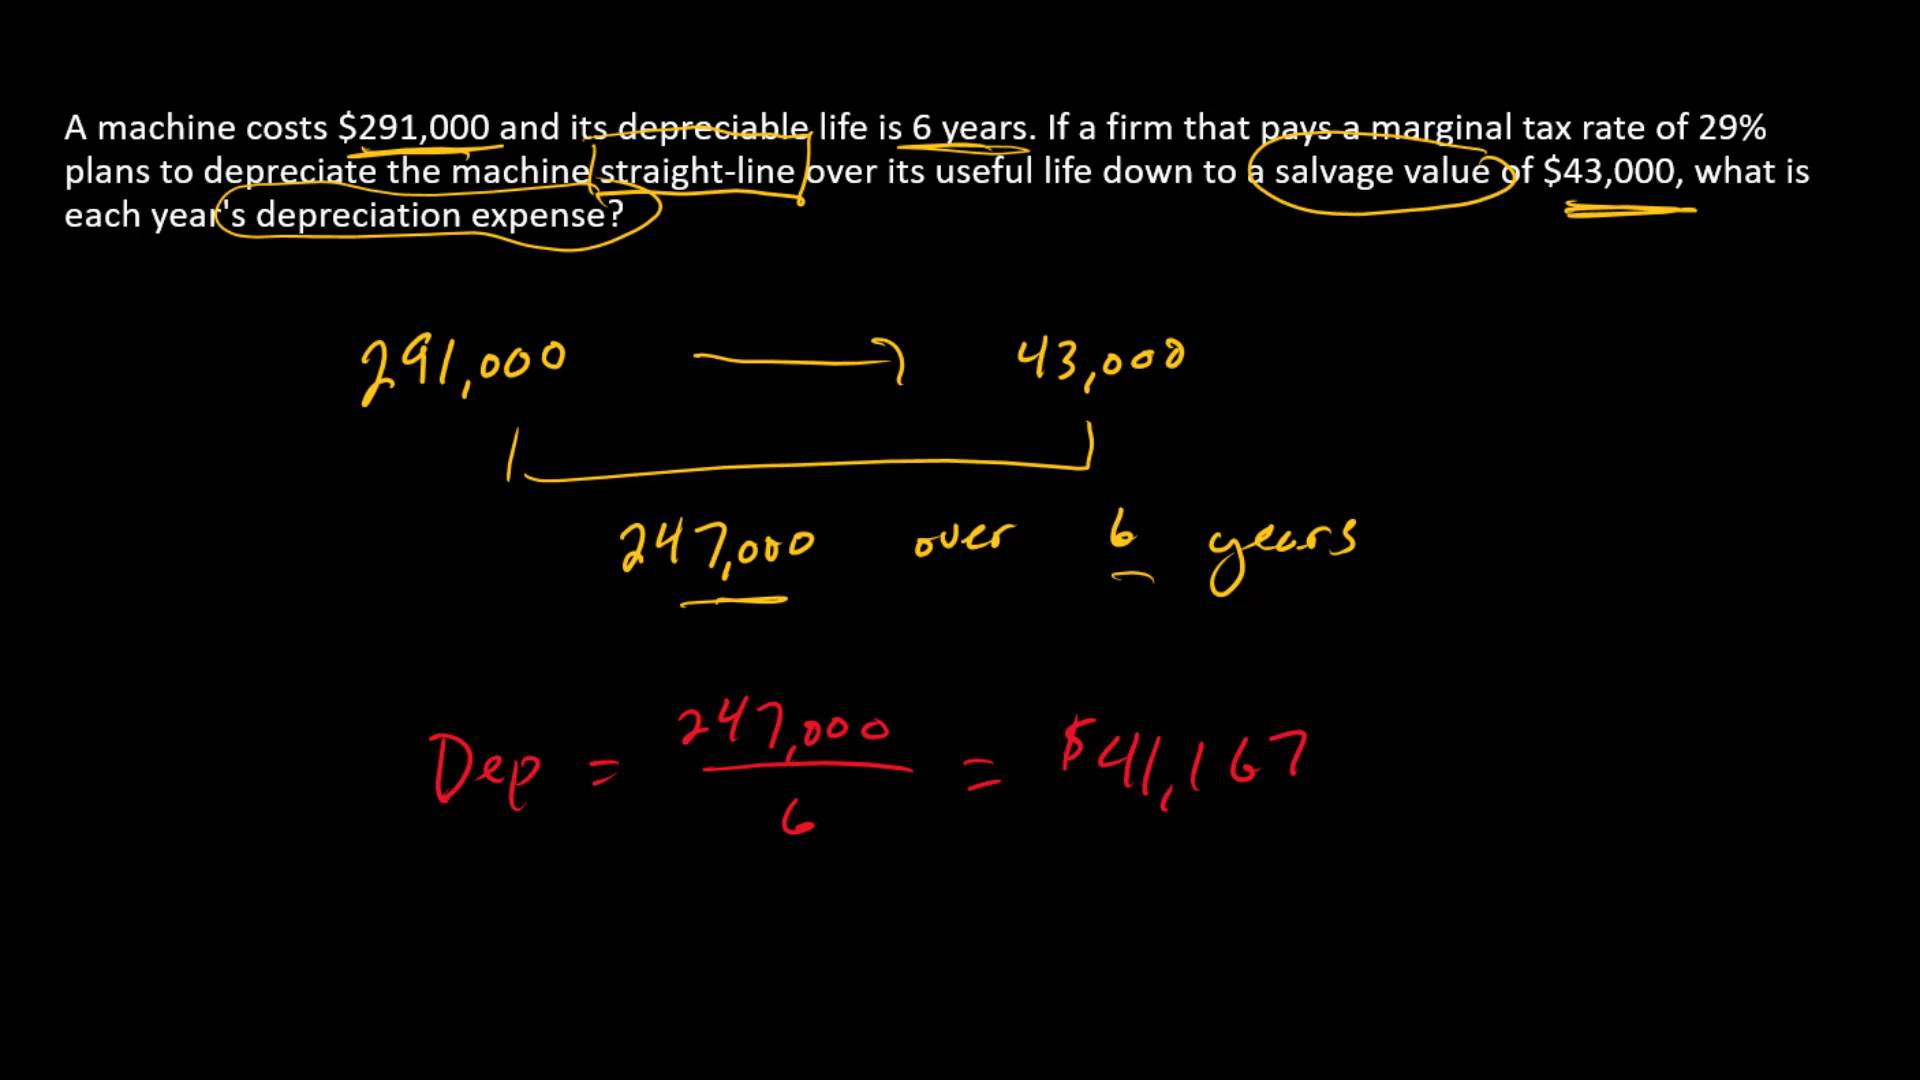 A machine costs $291,000 and its depreciable life is 6 years. If a firm that pays a marginal tax rate of 29%
plans to depreciate the machine straight-line over its useful life down to a salvage value of $43,000, what is
each year's depreciation expense?
291,000 → 43,000
247,000 over 6 years
Dep = 247,000 / 6 = $41,167